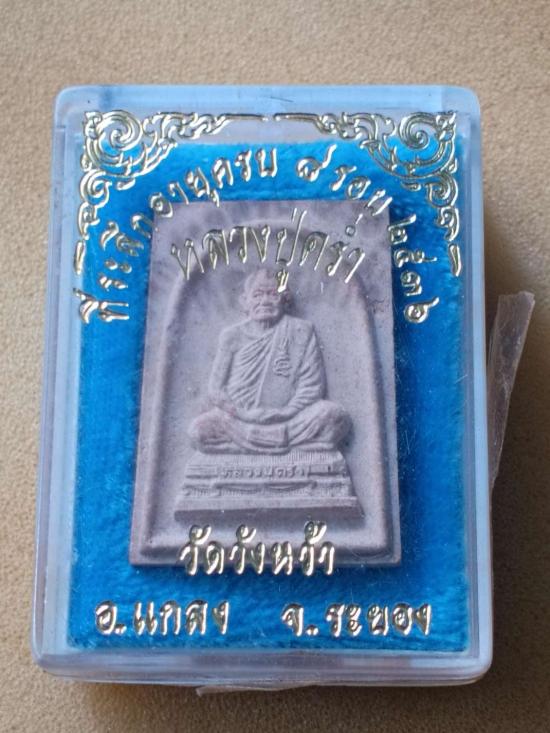 ที่ระลึกอายุครบ ๘ รอบ ๒๕๓๖
หลวงปู่คร่ำ
หลวงปู่คร่ำ
วัดวังหว้า
อ.แกลง จ.ระยอง